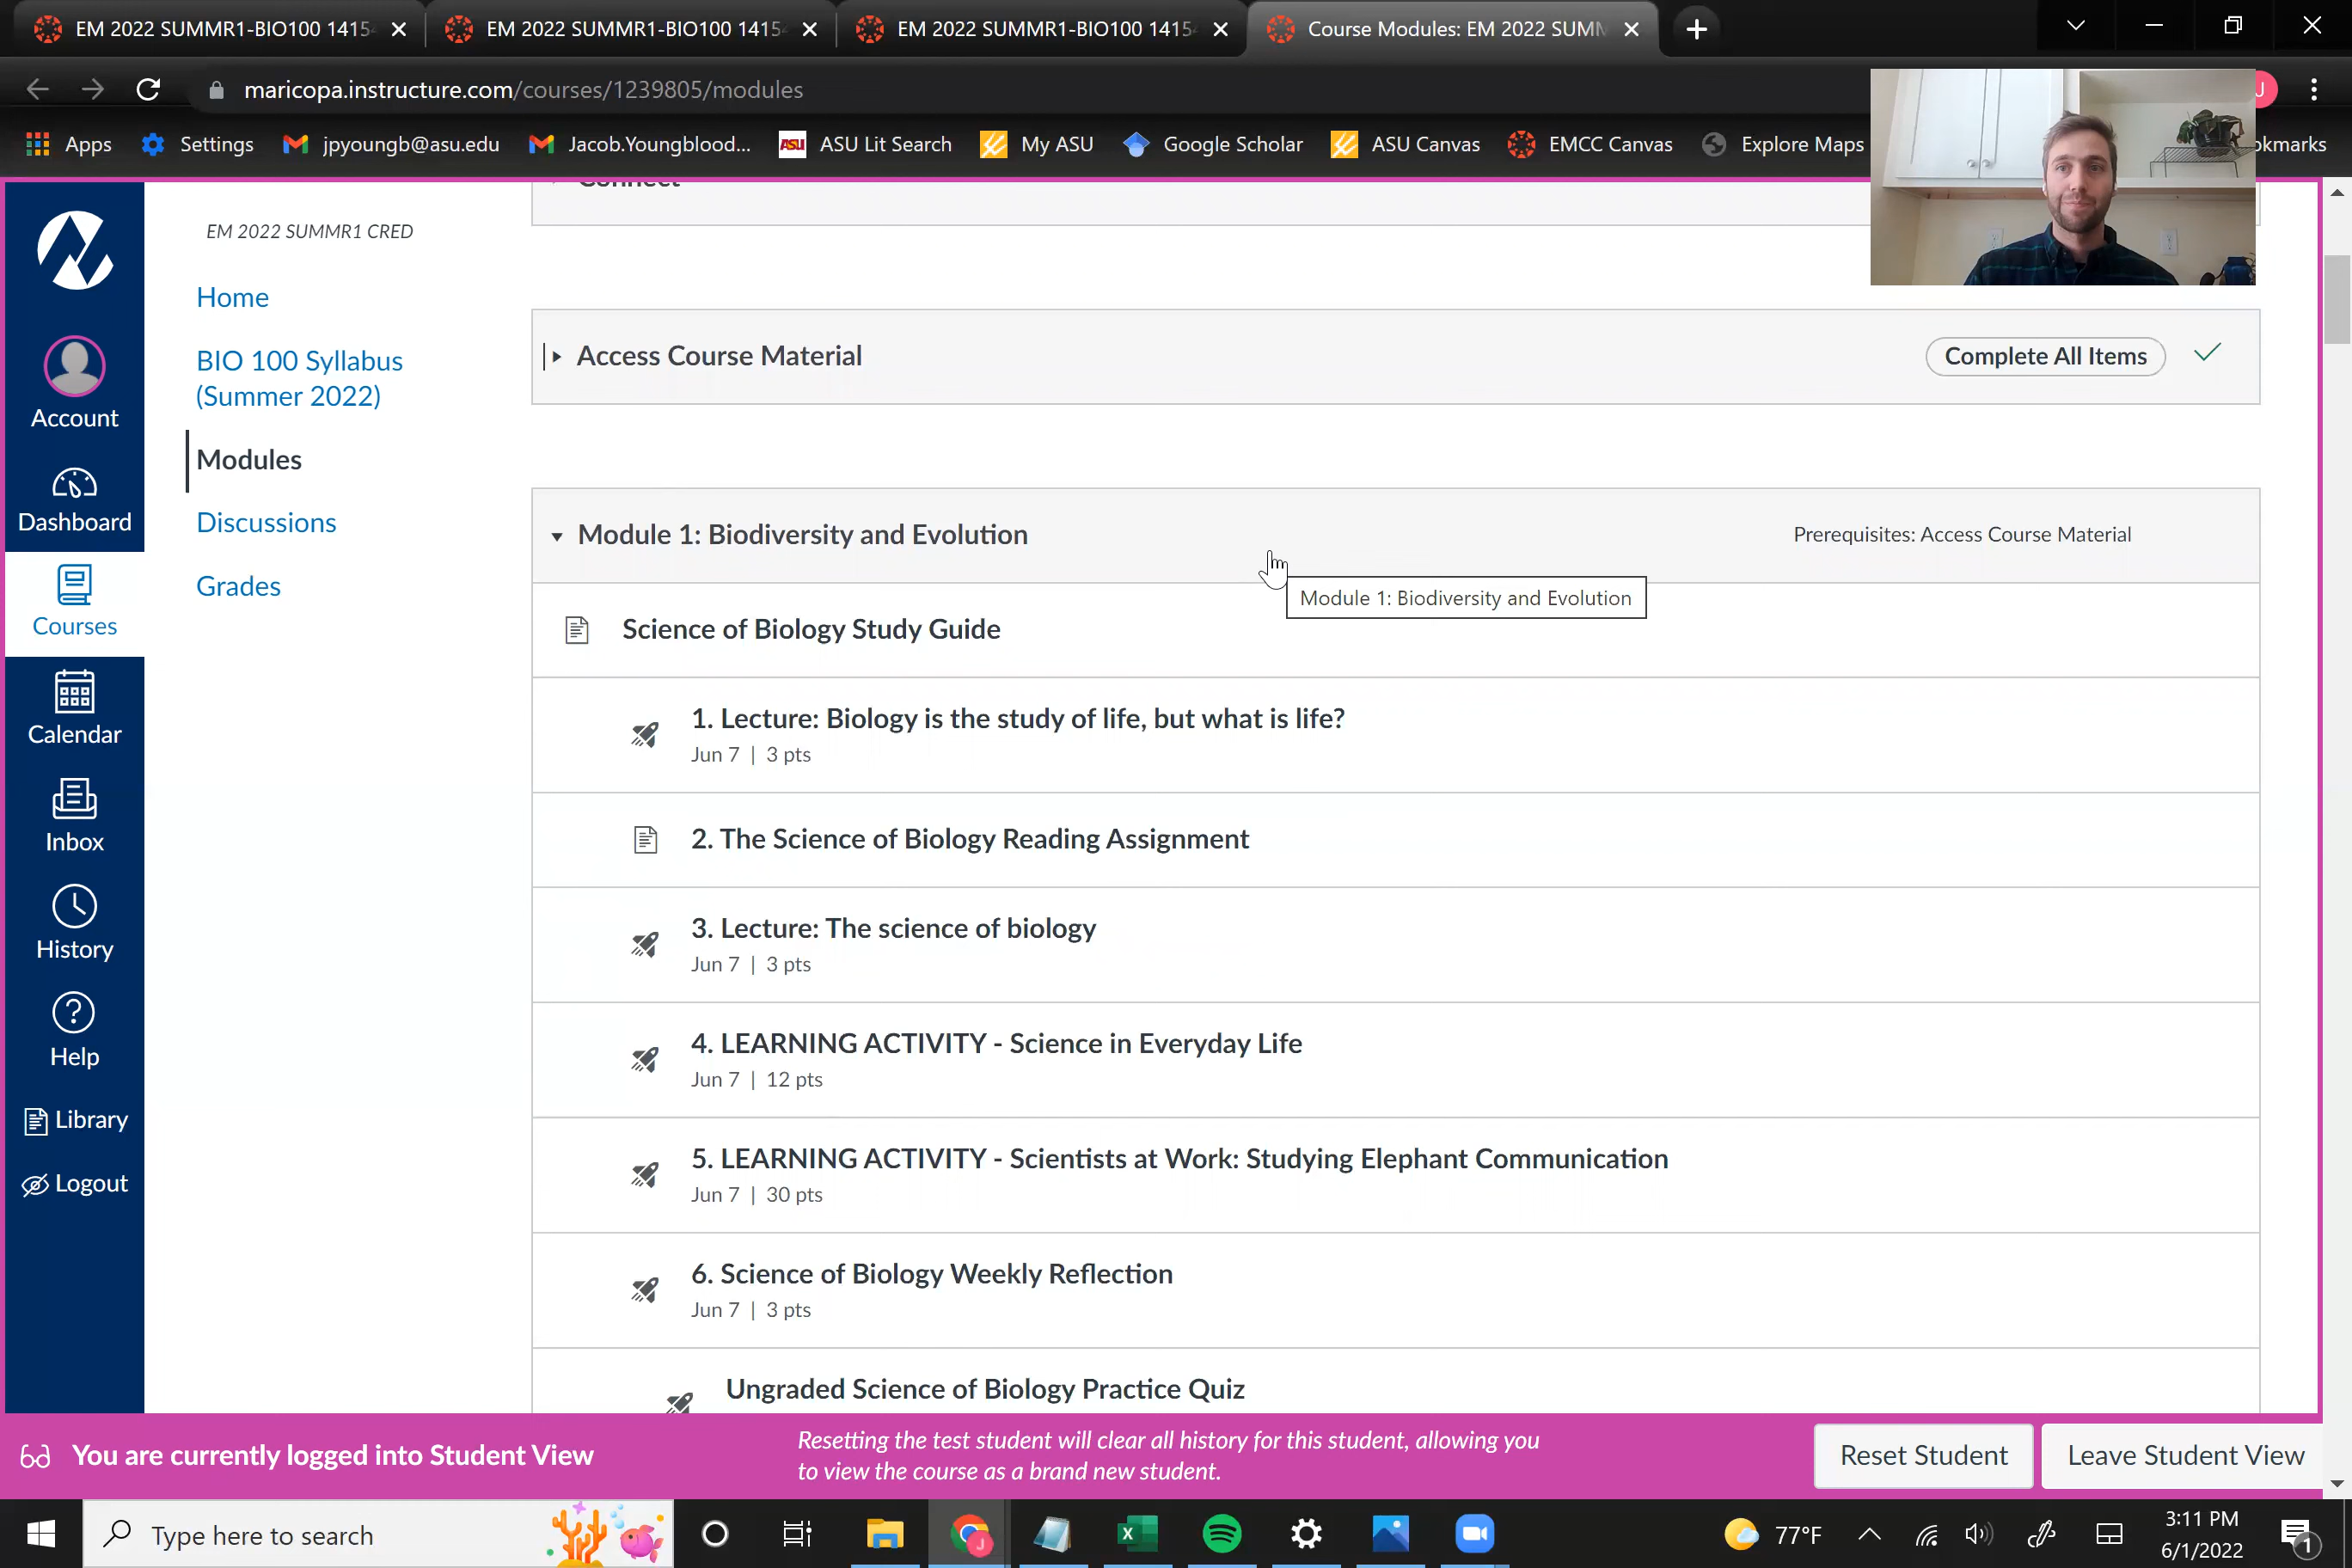 EM 2022 SUMMR1-BIO100 1415
EM 2022 SUMMR1-BIO100 1415
EM 2022 SUMMR1-BIO100 1415
Course Modules: EM 2022 SUMM
maricopa.instructure.com/courses/1239805/modules
J
Apps
Settings
jpyoungb@asu.edu
Jacob.Youngblood...
ASU
ASU Lit Search
My ASU
Google Scholar
ASU Canvas
EMCC Canvas
Explore Maps
okmarks
Connect
EM 2022 SUMMR1 CRED
Home
BIO 100 Syllabus
(Summer 2022)
Modules
Discussions
Grades
Account
Dashboard
Courses
Calendar
Inbox
History
Help
Library
Logout
Access Course Material
Complete All Items
Module 1: Biodiversity and Evolution
Prerequisites: Access Course Material
Module 1: Biodiversity and Evolution
Science of Biology Study Guide
1. Lecture: Biology is the study of life, but what is life?
Jun 7 | 3 pts
2. The Science of Biology Reading Assignment
3. Lecture: The science of biology
Jun 7 | 3 pts
4. LEARNING ACTIVITY - Science in Everyday Life
Jun 7 | 12 pts
5. LEARNING ACTIVITY - Scientists at Work: Studying Elephant Communication
Jun 7 | 30 pts
6. Science of Biology Weekly Reflection
Jun 7 | 3 pts
Ungraded Science of Biology Practice Quiz
You are currently logged into Student View
Resetting the test student will clear all history for this student, allowing you
to view the course as a brand new student.
Reset Student
Leave Student View
Type here to search
77°F
3:11 PM
6/1/2022
1